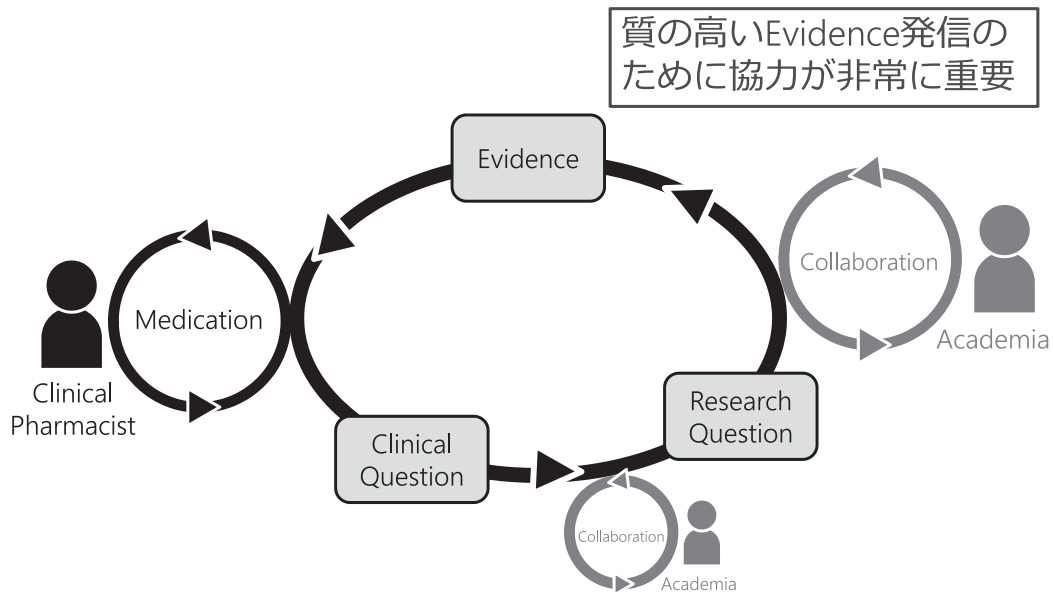 質の高いEvidence発信の
ために協力が非常に重要
Evidence
Collaboration
Academia
Medication
Clinical
Pharmacist
Research
Question
Clinical
Question
Collaboration
Academia